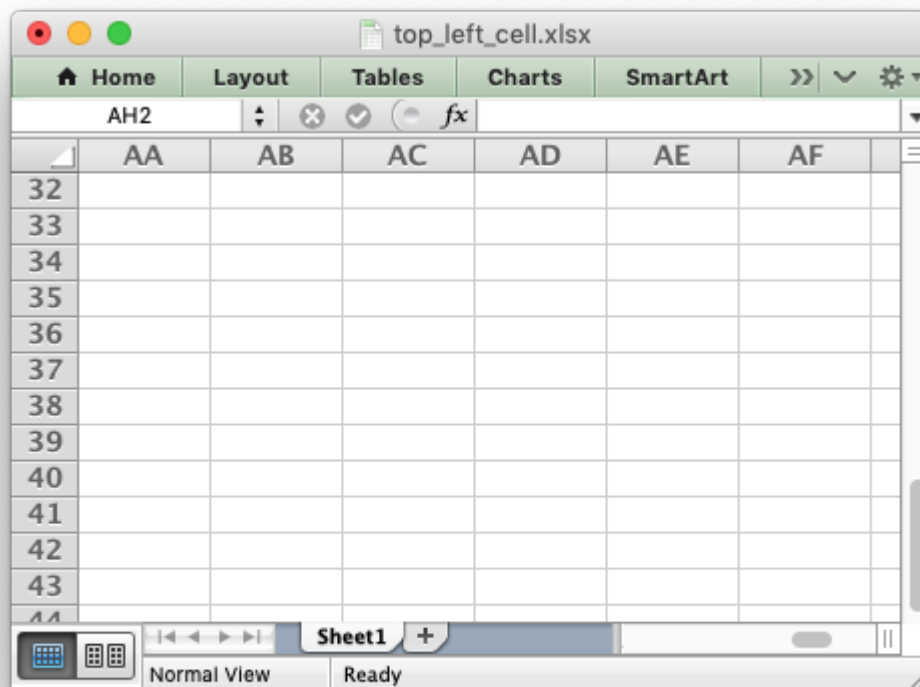 top_left_cell.xlsx
Home Layout Tables Charts SmartArt
AH2 fx
AA AB AC AD AE AF
32
33
34
35
36
37
38
39
40
41
42
43
44
Sheet1
Normal View Ready